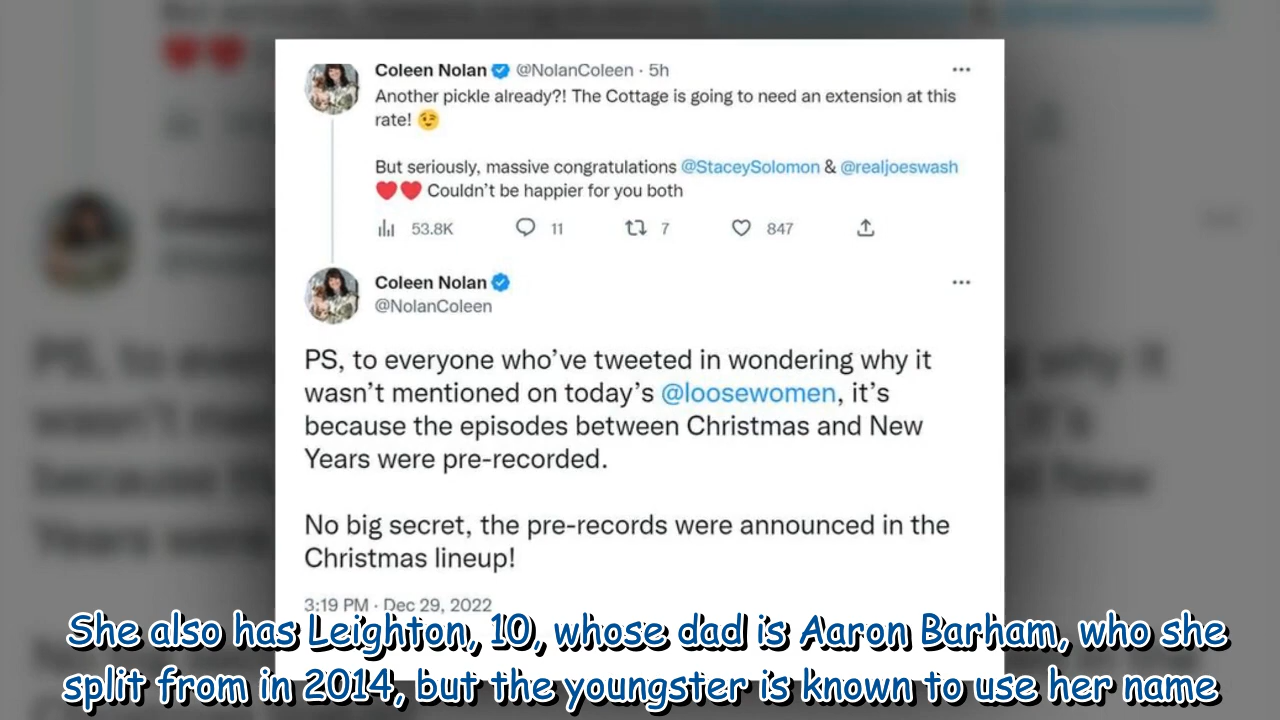 Coleen Nolan @NolanColeen · 5h
Another pickle already?! The Cottage is going to need an extension at this
rate! 😉
But seriously, massive congratulations @StaceySolomon & @realjoeswash
❤️❤️ Couldn't be happier for you both
53.8K 11 7 847
Coleen Nolan
@NolanColeen
PS, to everyone who've tweeted in wondering why it
wasn't mentioned on today's @loosewomen, it's
because the episodes between Christmas and New
Years were pre-recorded.
No big secret, the pre-records were announced in the
Christmas lineup!
3:19 PM · Dec 29, 2022
She also has Leighton, 10, whose dad is Aaron Barham, who she
split from in 2014, but the youngster is known to use her name